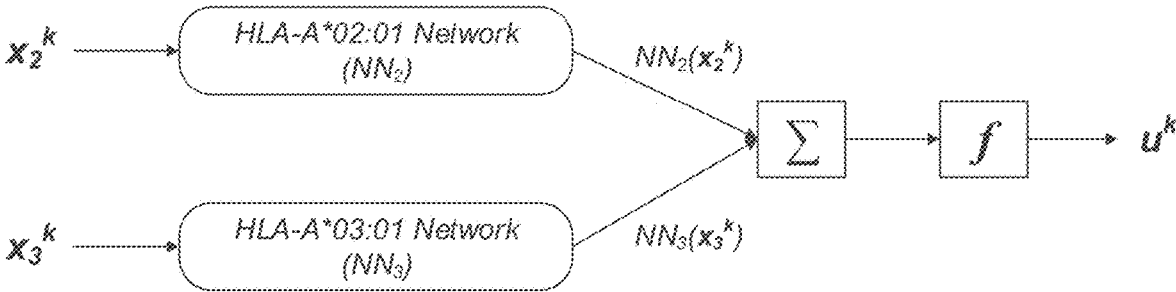 x₂ᵏ
HLA-A*02:01 Network
(NN₂)
NN₂(x₂ᵏ)
∑
f
uᵏ
x₃ᵏ
HLA-A*03:01 Network
(NN₃)
NN₃(x₃ᵏ)